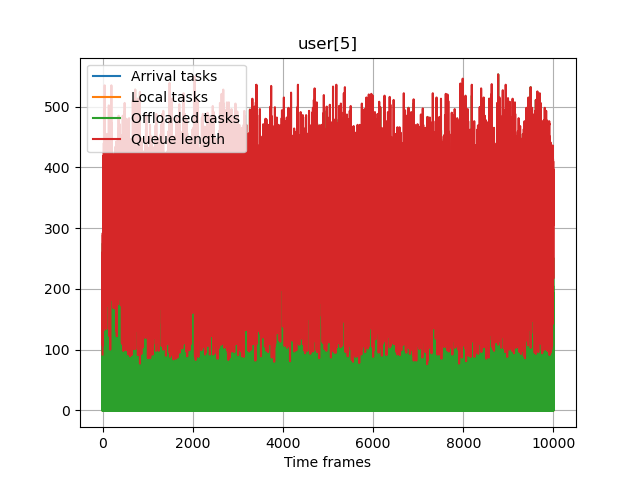 user[5]
Arrival tasks
Local tasks
Offloaded tasks
Queue length
500
400
300
200
100
0
0 2000 4000 6000 8000 10000
Time frames